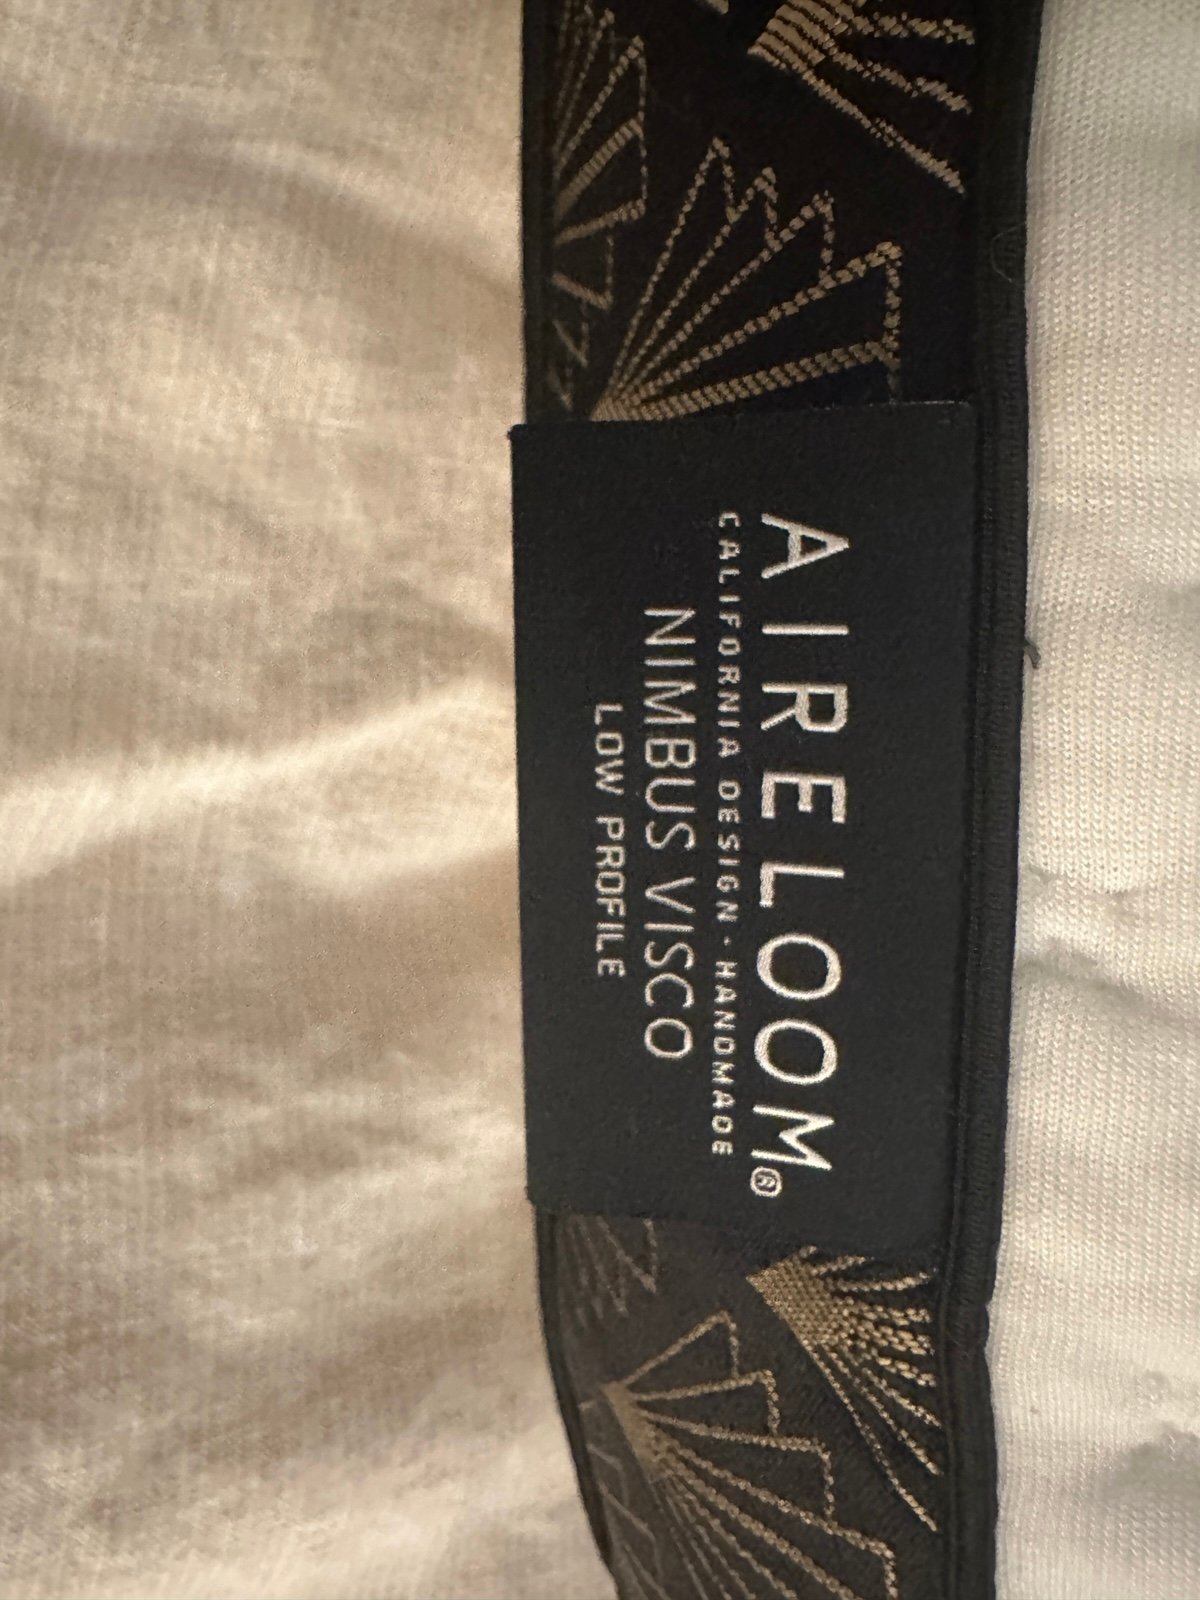 AIRELOOM®
CALIFORNIA DESIGN · HANDMADE
NIMBUS VISCO
LOW PROFILE